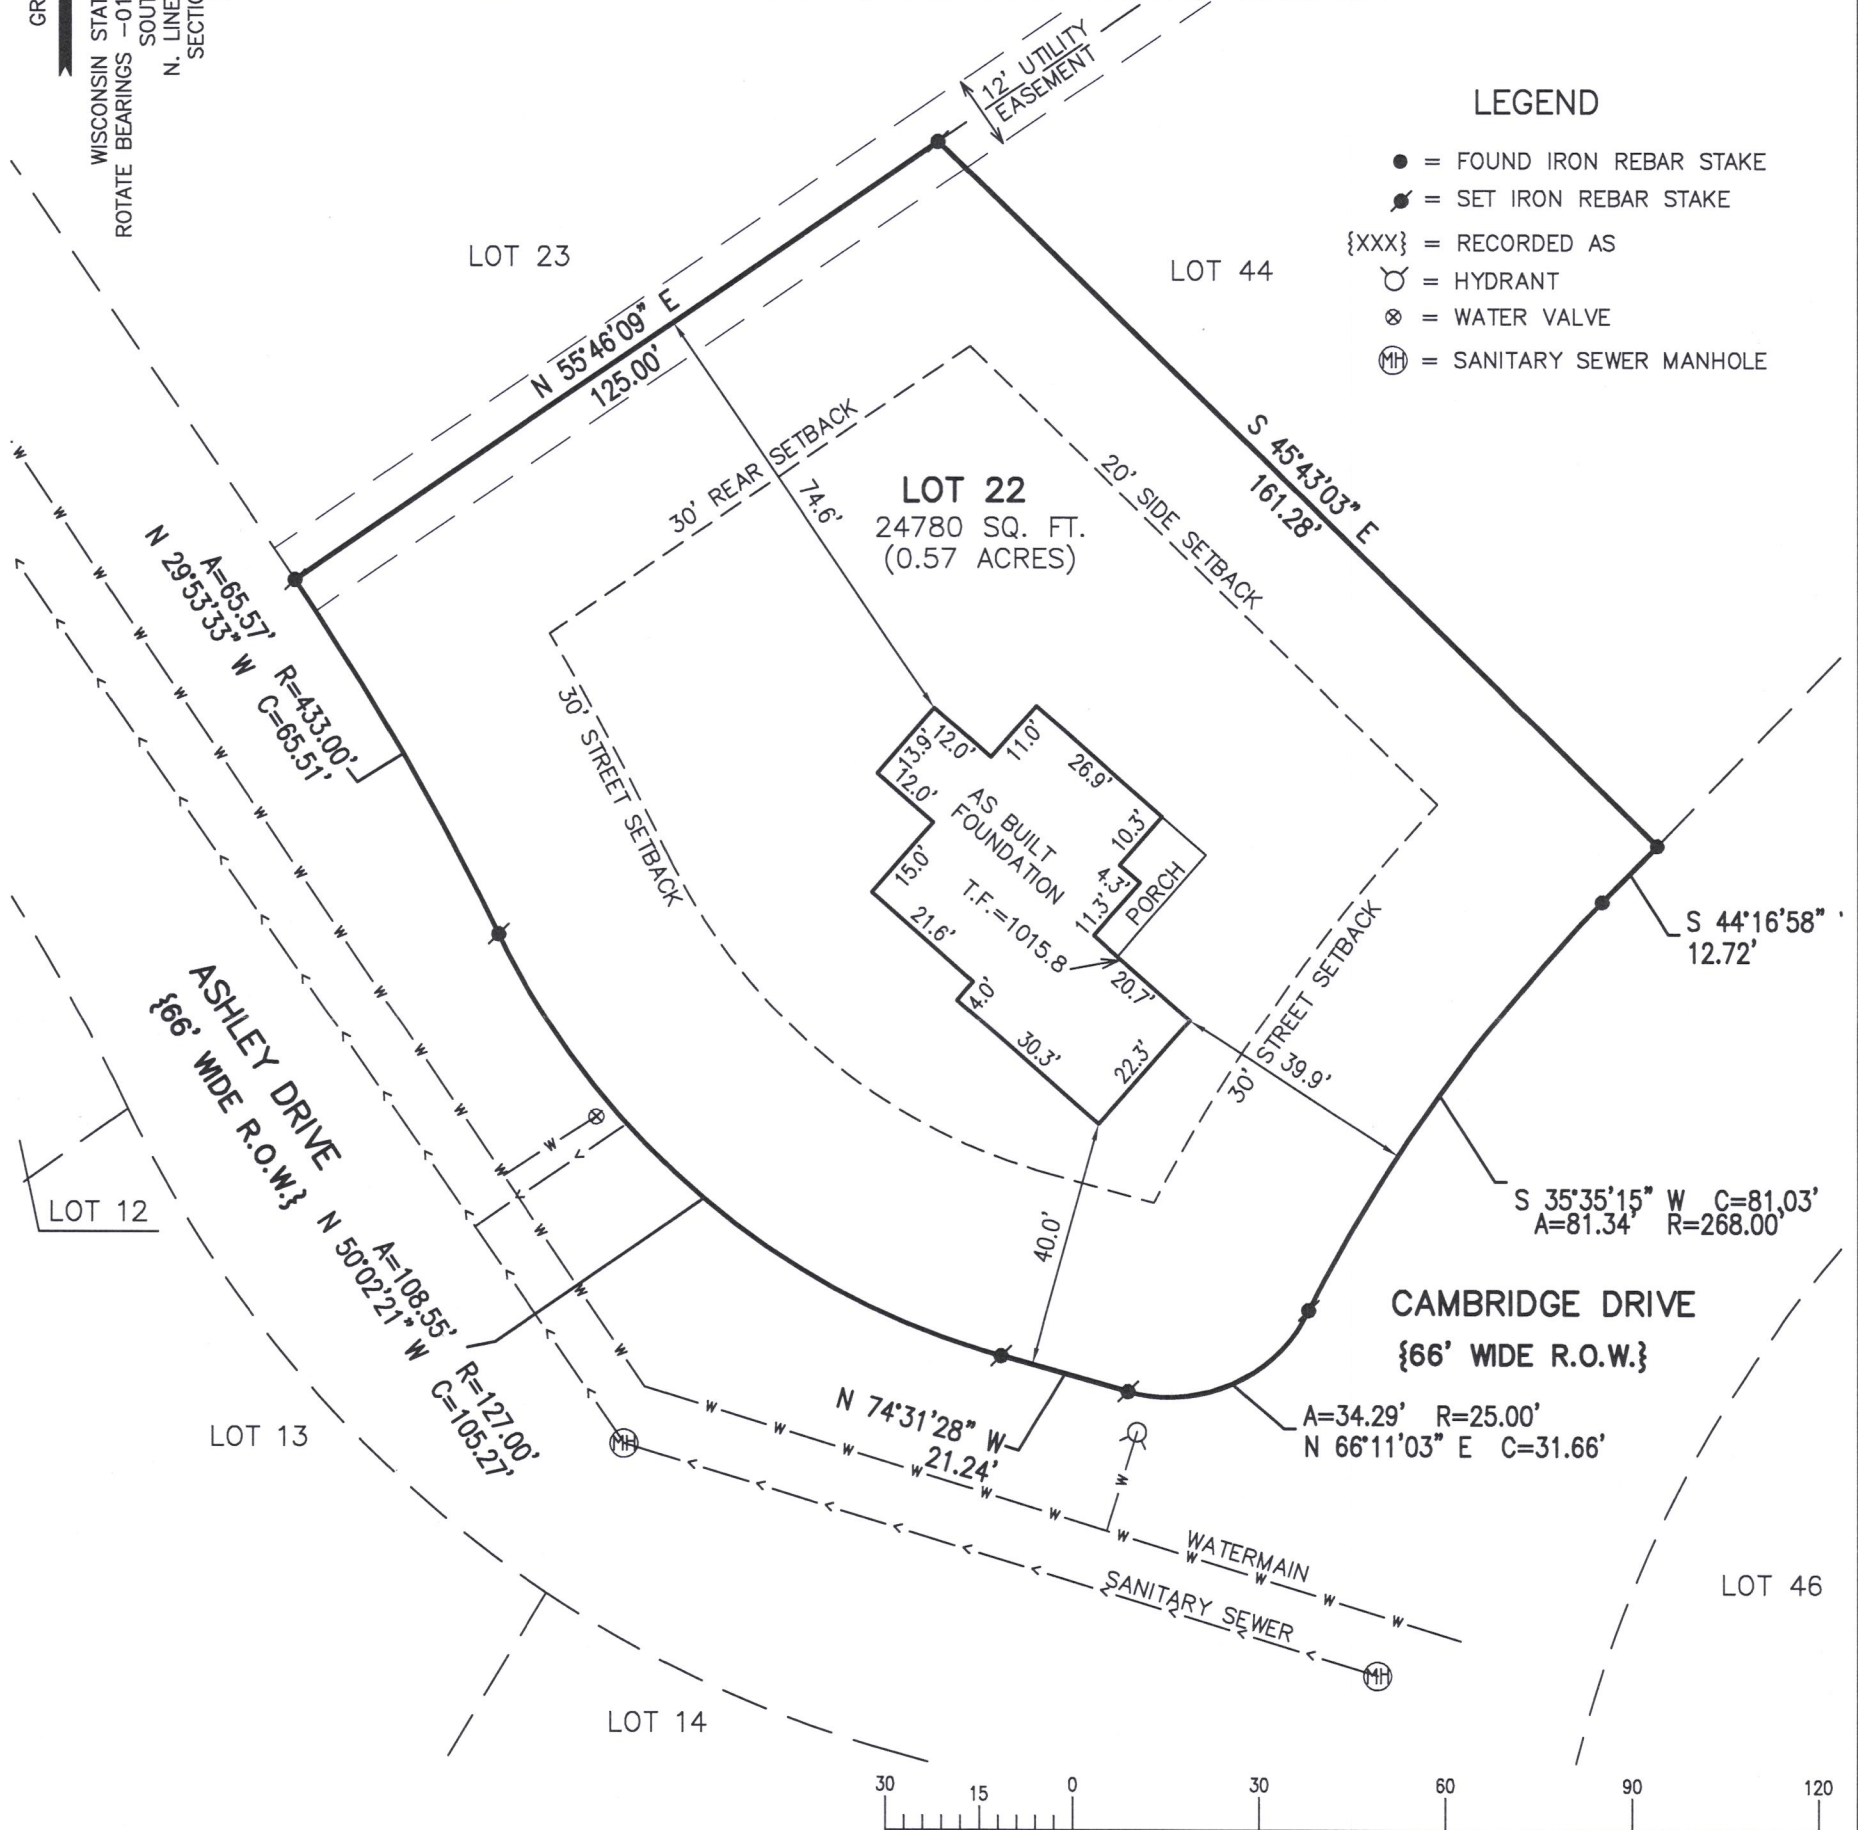 GR
WISCONSIN STAT
ROTATE BEARINGS -01
SOUT
N. LINE
SECTIO
12' UTILITY
EASEMENT
LEGEND
= FOUND IRON REBAR STAKE
= SET IRON REBAR STAKE
{XXX} = RECORDED AS
= HYDRANT
= WATER VALVE
MH = SANITARY SEWER MANHOLE
LOT 23
LOT 44
N 55°46'09" E
125.00'
S 45°43'03" E
161.28'
30' REAR SETBACK
74.6'
LOT 22
24780 SQ. FT.
(0.57 ACRES)
20' SIDE SETBACK
A=65.57' R=433.00'
N 29°53'33" W C=65.51'
30' STREET SETBACK
13.9'
12.0'
11.0'
26.9'
12.0'
10.3'
AS BUILT
FOUNDATION
4.3'
PORCH
15.0'
11.3'
T.F.=1015.8
21.6'
20.7'
4.0'
30.3'
22.3'
30' STREET SETBACK
39.9'
40.0'
S 44°16'58"
12.72'
ASHLEY DRIVE
{66' WIDE R.O.W.}
LOT 12
A=108.55' R=127.00'
N 50°02'21" W C=105.27'
S 35°35'15" W C=81.03'
A=81.34' R=268.00'
CAMBRIDGE DRIVE
{66' WIDE R.O.W.}
A=34.29' R=25.00'
N 66°11'03" E C=31.66'
N 74°31'28" W
21.24'
LOT 13
MH
WATERMAIN
SANITARY SEWER
MH
LOT 46
LOT 14
30 15 0 30 60 90 120